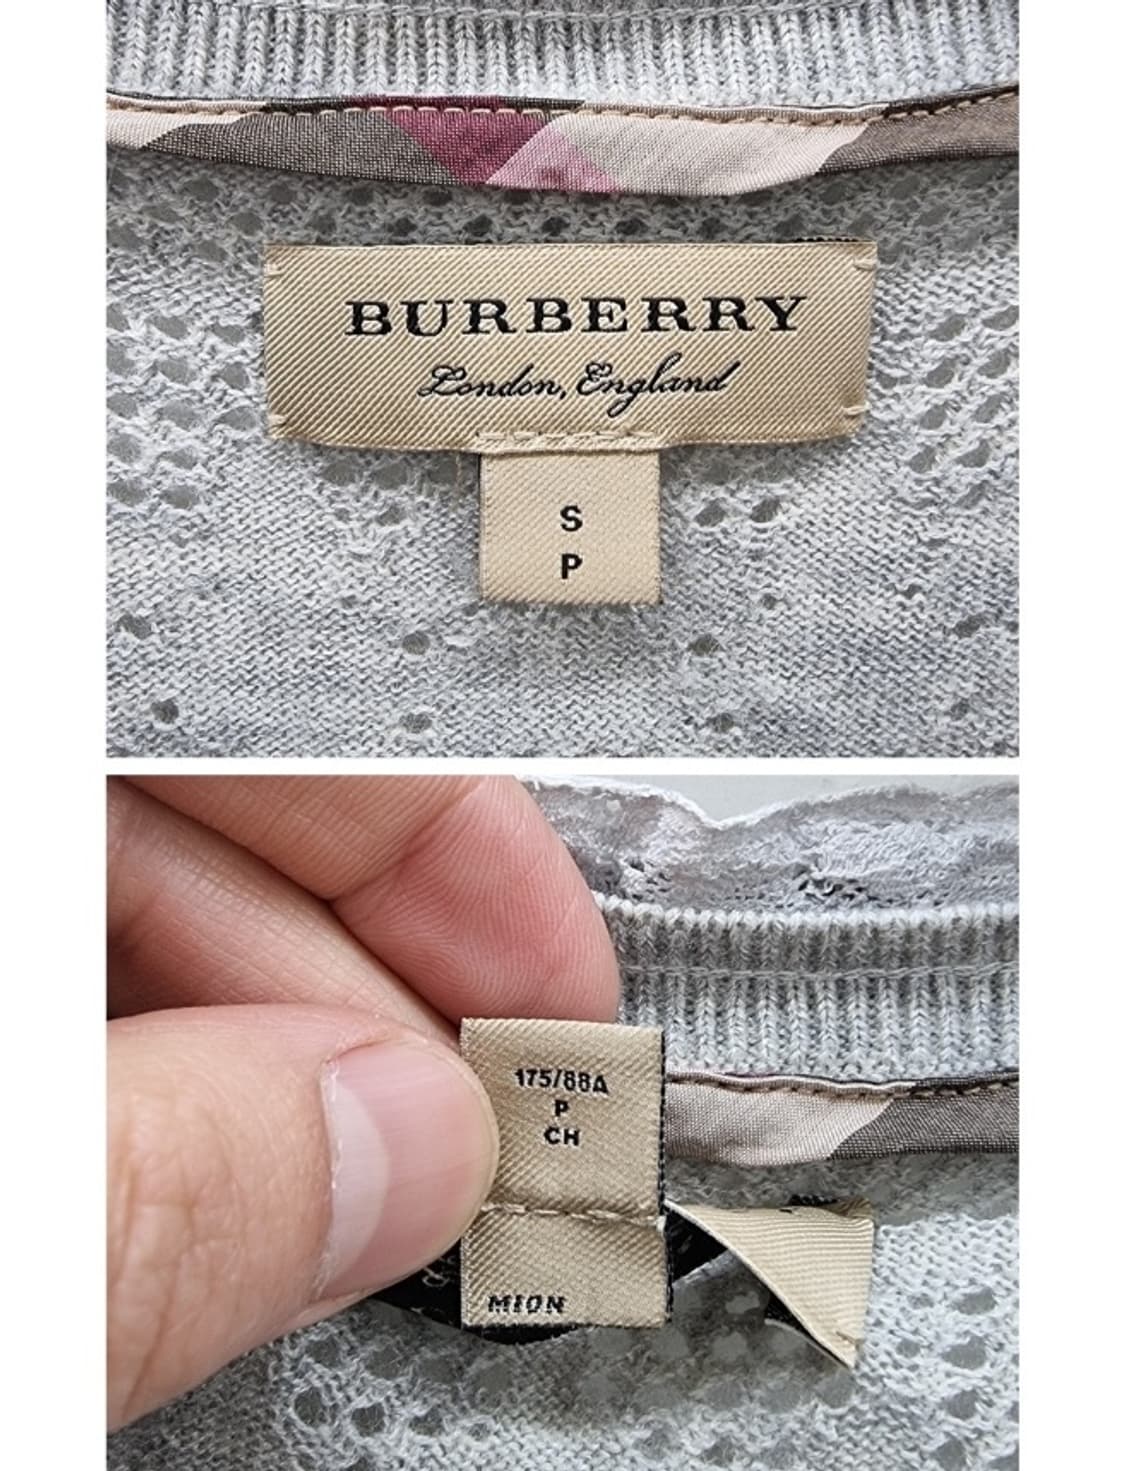 BURBERRY
London, England
S
P
175/88A
P
CH
MION